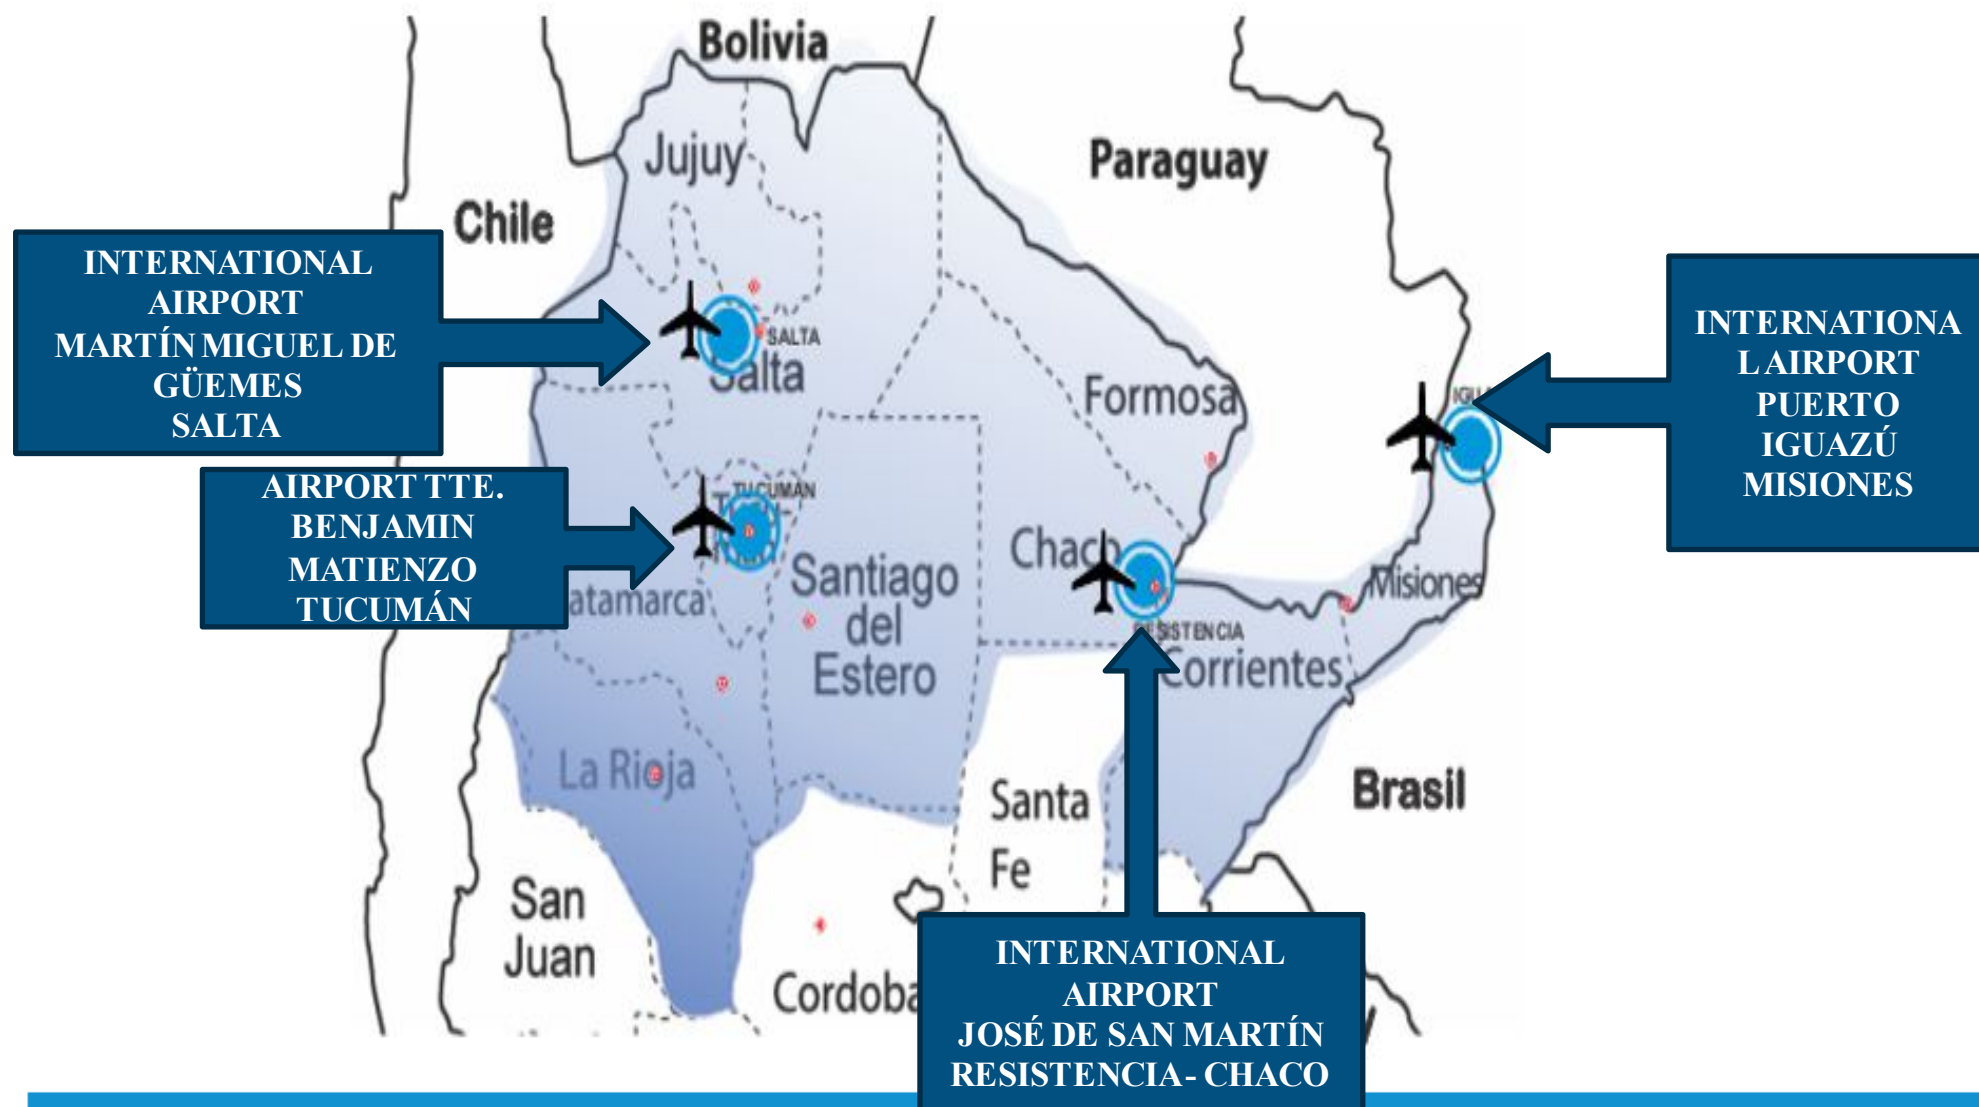 Bolivia
Jujuy
Paraguay
Chile
INTERNATIONAL
AIRPORT
MARTÍN MIGUEL DE
GÜEMES
SALTA
SALTA
Salta
Formosa
INTERNATIONA
L AIRPORT
PUERTO
IGUAZÚ
MISIONES
AIRPORT TTE.
BENJAMIN
MATIENZO
TUCUMÁN
TUCUMÁN
Chaco
Santiago
del
Estero
atamarca
Misiones
RESISTENCIA
Corrientes
La Rioja
Santa
Fe
Brasil
San
Juan
Cordoba
INTERNATIONAL
AIRPORT
JOSÉ DE SAN MARTÍN
RESISTENCIA - CHACO